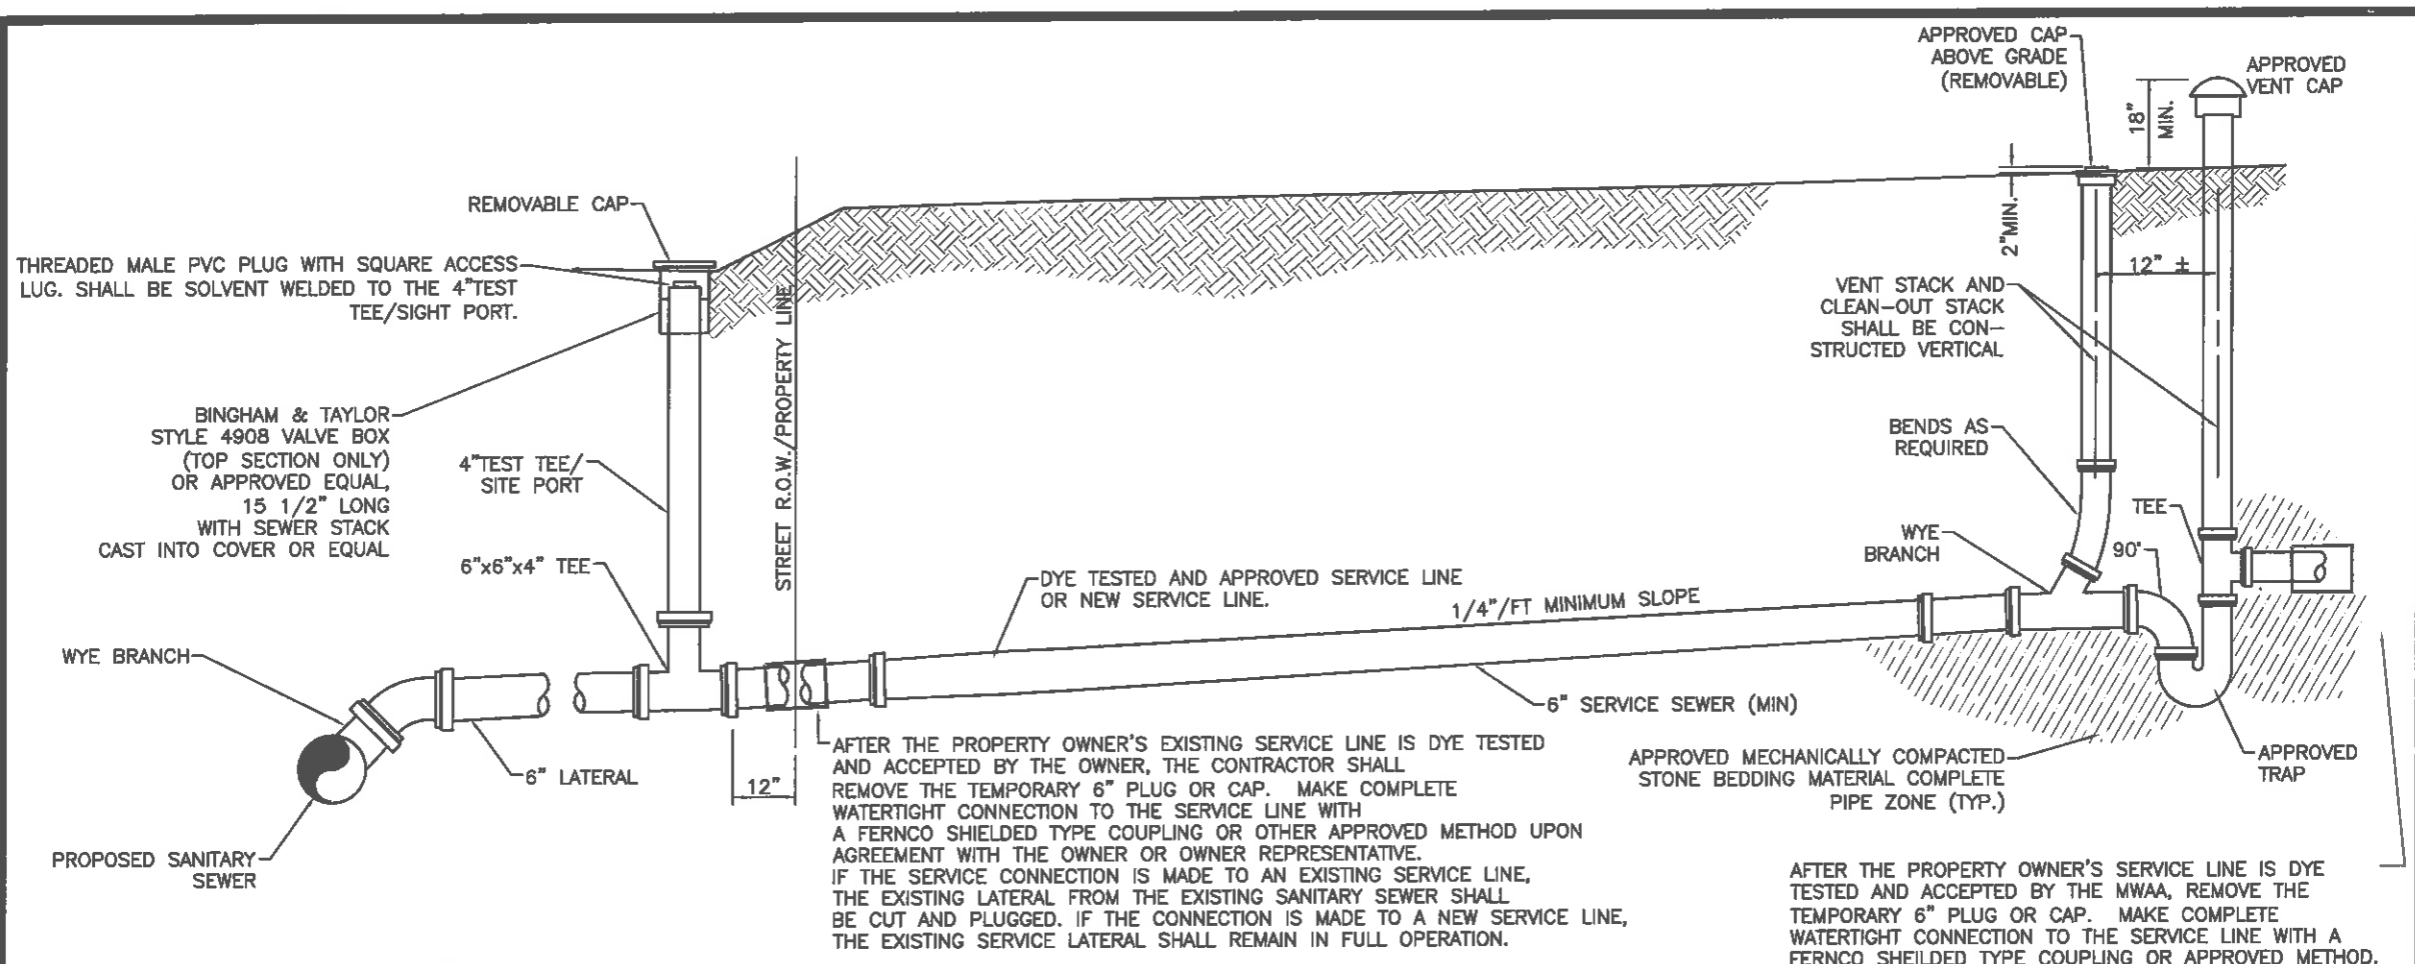 APPROVED CAP
ABOVE GRADE
(REMOVABLE)
APPROVED
VENT CAP
18"
MIN.
REMOVABLE CAP
2"MIN.
THREADED MALE PVC PLUG WITH SQUARE ACCESS
LUG. SHALL BE SOLVENT WELDED TO THE 4"TEST
TEE/SIGHT PORT.
12" ±
VENT STACK AND
CLEAN-OUT STACK
SHALL BE CON-
STRUCTED VERTICAL
STREET R.O.W./PROPERTY LINE
BINGHAM & TAYLOR
STYLE 4908 VALVE BOX
(TOP SECTION ONLY)
OR APPROVED EQUAL,
15 1/2" LONG
WITH SEWER STACK
CAST INTO COVER OR EQUAL
4"TEST TEE/
SITE PORT
BENDS AS
REQUIRED
TEE
WYE
BRANCH
90°
6"x6"x4" TEE
DYE TESTED AND APPROVED SERVICE LINE
OR NEW SERVICE LINE.
1/4"/FT MINIMUM SLOPE
WYE BRANCH
6" SERVICE SEWER (MIN)
6" LATERAL
12"
AFTER THE PROPERTY OWNER'S EXISTING SERVICE LINE IS DYE TESTED
AND ACCEPTED BY THE OWNER, THE CONTRACTOR SHALL
REMOVE THE TEMPORARY 6" PLUG OR CAP. MAKE COMPLETE
WATERTIGHT CONNECTION TO THE SERVICE LINE WITH
A FERNCO SHIELDED TYPE COUPLING OR OTHER APPROVED METHOD UPON
AGREEMENT WITH THE OWNER OR OWNER REPRESENTATIVE.
IF THE SERVICE CONNECTION IS MADE TO AN EXISTING SERVICE LINE,
THE EXISTING LATERAL FROM THE EXISTING SANITARY SEWER SHALL
BE CUT AND PLUGGED. IF THE CONNECTION IS MADE TO A NEW SERVICE LINE,
THE EXISTING SERVICE LATERAL SHALL REMAIN IN FULL OPERATION.
APPROVED MECHANICALLY COMPACTED
STONE BEDDING MATERIAL COMPLETE
PIPE ZONE (TYP.)
APPROVED
TRAP
PROPOSED SANITARY
SEWER
AFTER THE PROPERTY OWNER'S SERVICE LINE IS DYE
TESTED AND ACCEPTED BY THE MWAA, REMOVE THE
TEMPORARY 6" PLUG OR CAP. MAKE COMPLETE
WATERTIGHT CONNECTION TO THE SERVICE LINE WITH A
FERNCO SHEILDED TYPE COUPLING OR APPROVED METHOD.